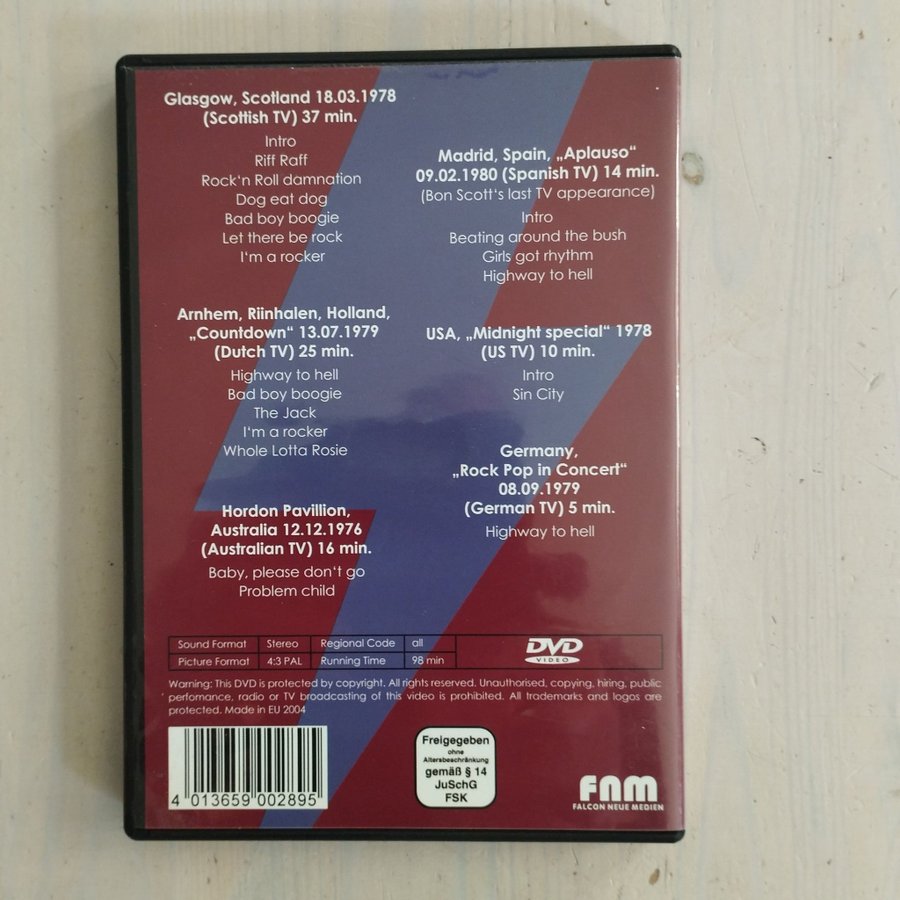 Glasgow, Scotland 18.03.1978
(Scottish TV) 37 min.
Intro
Riff Raff
Rock‘n Roll damnation
Dog eat dog
Bad boy boogie
Let there be rock
I‘m a rocker
Arnhem, Riinhalen, Holland,
„Countdown“ 13.07.1979
(Dutch TV) 25 min.
Highway to hell
Bad boy boogie
The Jack
I‘m a rocker
Whole Lotta Rosie
Hordon Pavillion,
Australia 12.12.1976
(Australian TV) 16 min.
Baby, please don‘t go
Problem child
Madrid, Spain, „Aplauso“
09.02.1980 (Spanish TV) 14 min.
(Bon Scott‘s last TV appearance)
Intro
Beating around the bush
Girls got rhythm
Highway to hell
USA, „Midnight special“ 1978
(US TV) 10 min.
Intro
Sin City
Germany,
„Rock Pop in Concert“
08.09.1979
(German TV) 5 min.
Highway to hell
Sound Format Stereo Regional Code all
Picture Format 4:3 PAL Running Time 98 min
DVD
VIDEO
Warning: This DVD is protected by copyright. All rights reserved. Unauthorised, copying, hiring, public
perfomance, radio or TV broadcasting of this video is prohibited. All trademarks and logos are
protected. Made in EU 2004
4 013659 002895
Freigegeben
ohne
Altersbeschränkung
gemäß § 14
JuSchG
FSK
FNM
FALCON NEUE MEDIEN